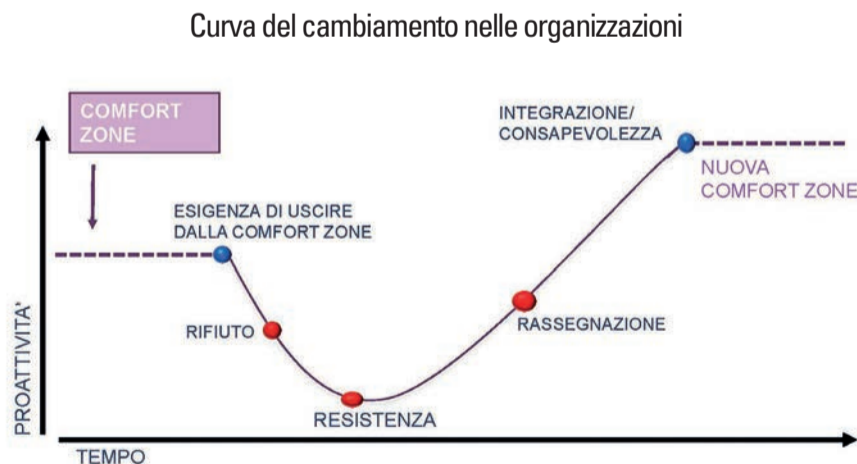 Curva del cambiamento nelle organizzazioni
COMFORT
ZONE
INTEGRAZIONE/
CONSAPEVOLEZZA
NUOVA
COMFORT ZONE
ESIGENZA DI USCIRE
DALLA COMFORT ZONE
RIFIUTO
RASSEGNAZIONE
RESISTENZA
PROATTIVITA'
TEMPO